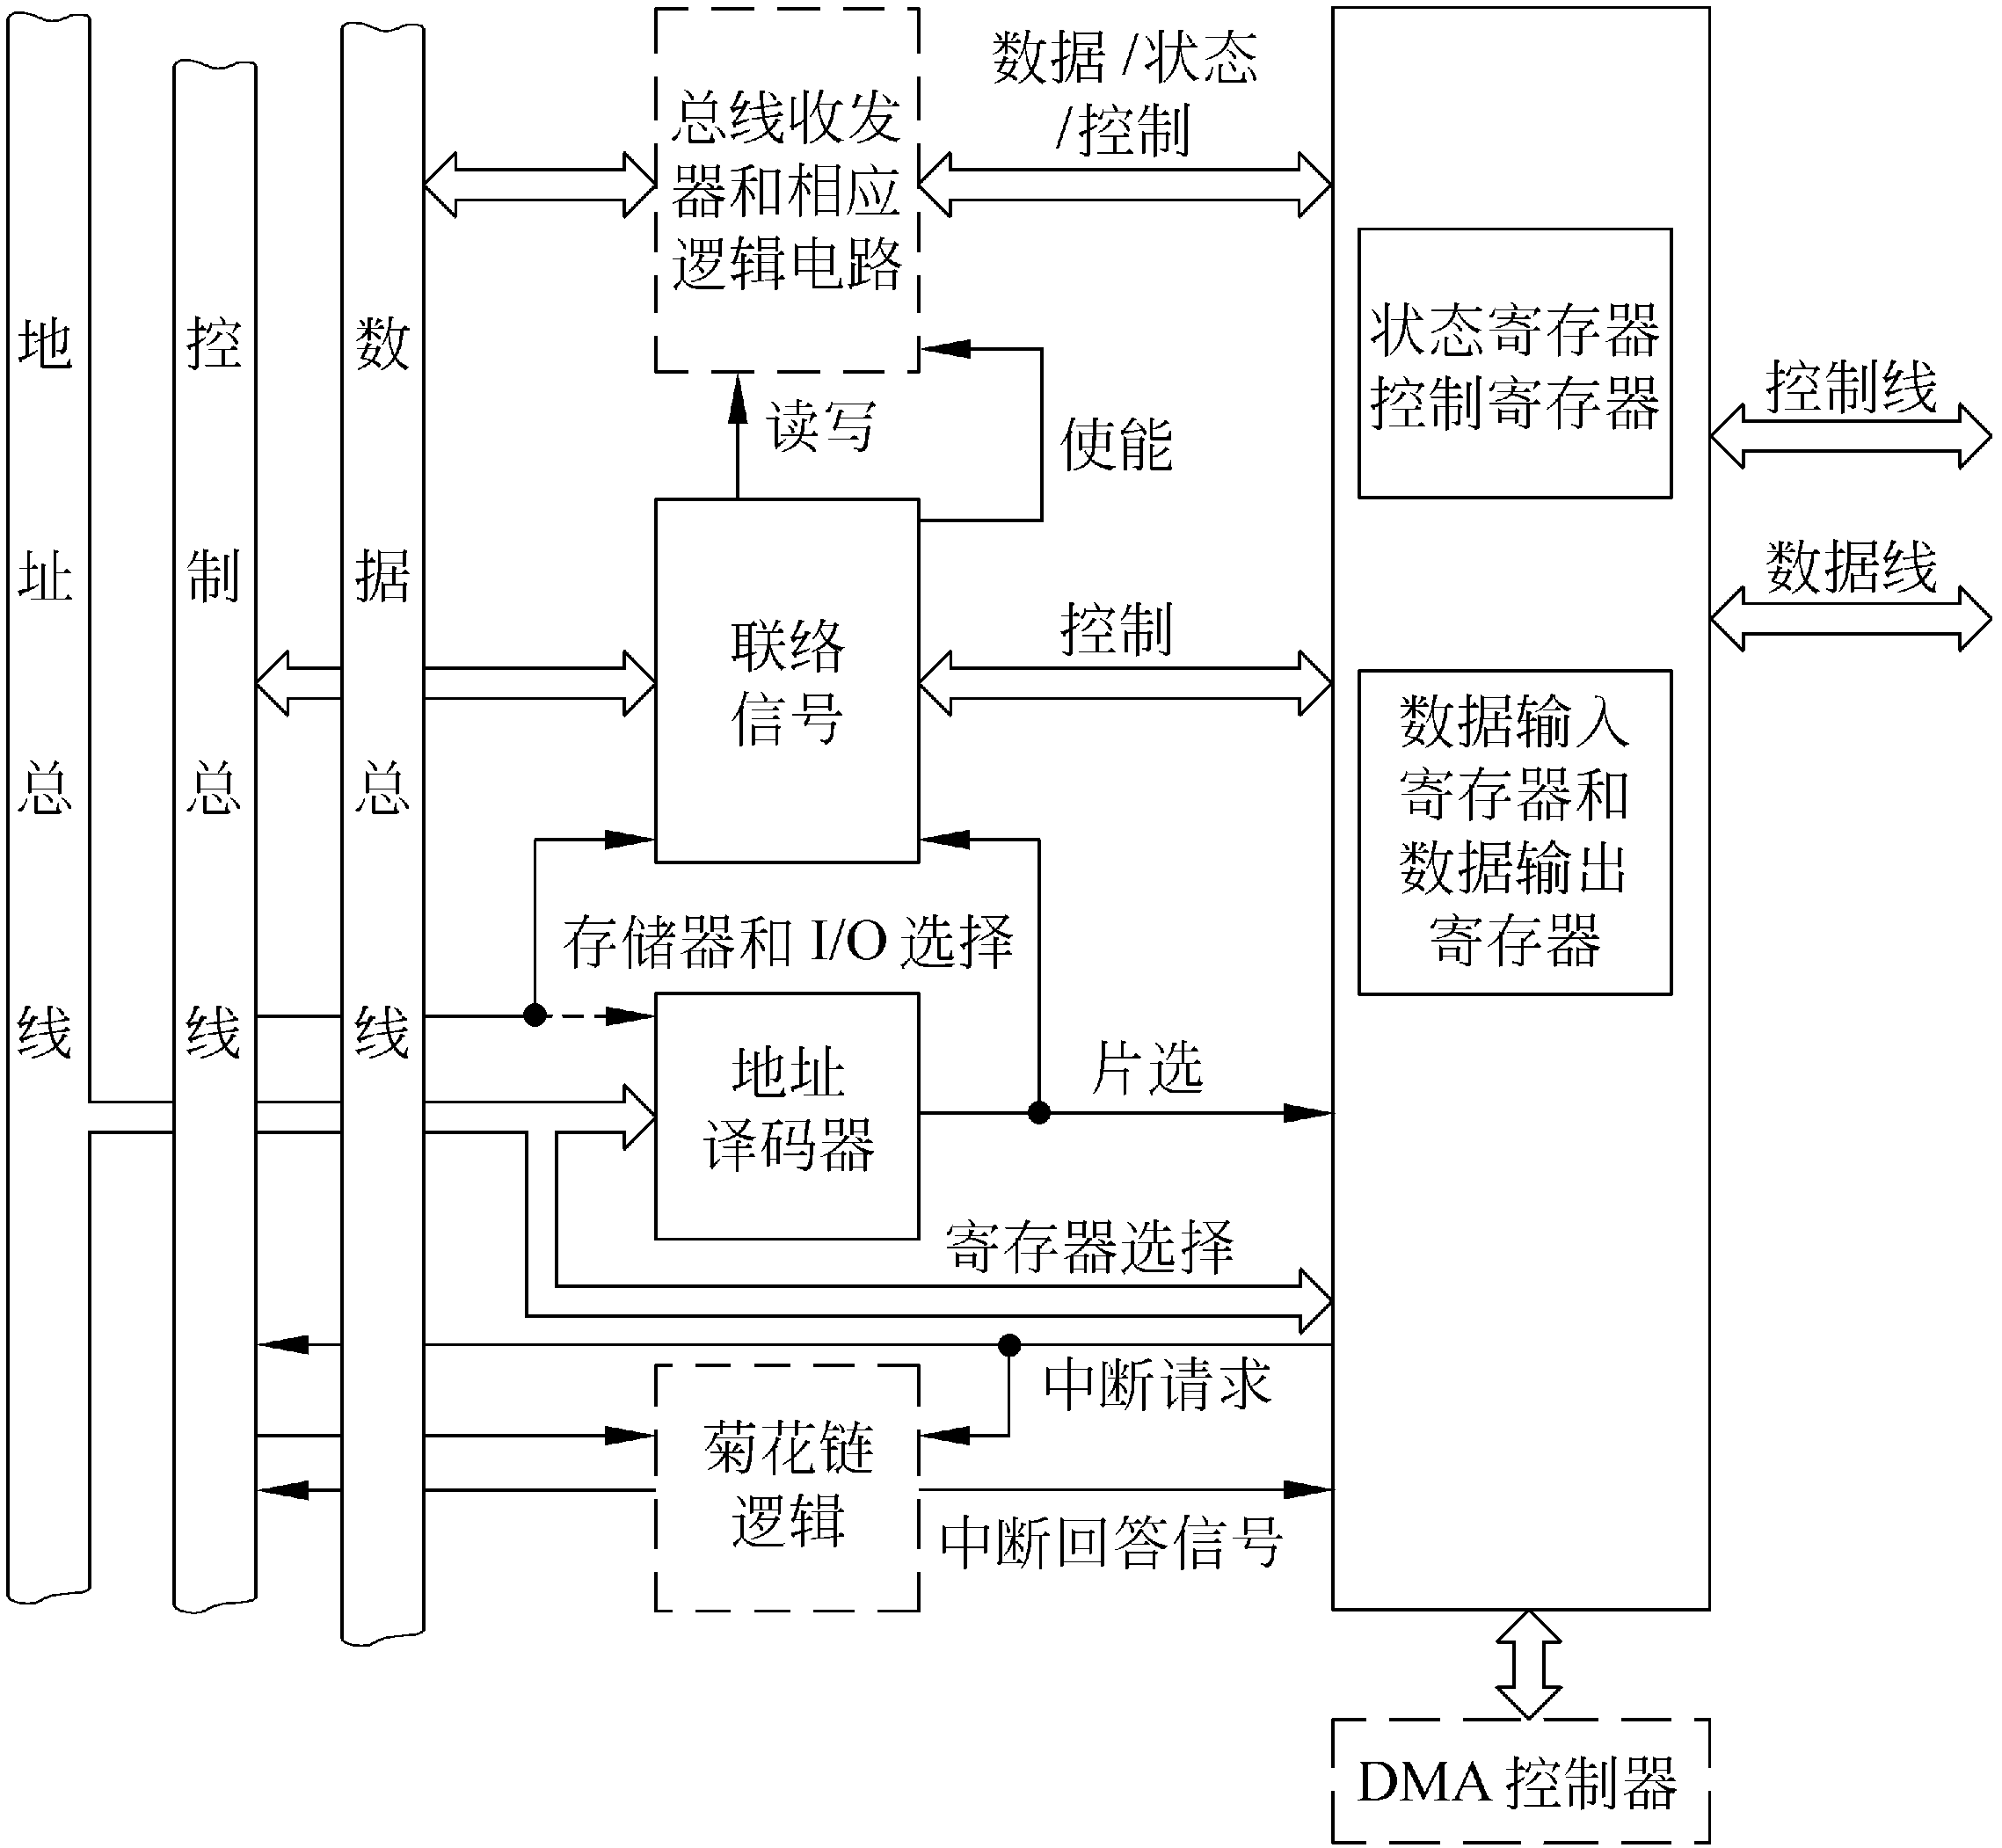 地址总线
控制总线
数据总线
总线收发
器和相应
逻辑电路
数据/状态
/控制
读写
使能
状态寄存器
控制寄存器
控制线
数据线
联络
信号
控制
数据输入
寄存器和
数据输出
寄存器
存储器和 I/O 选择
地址
译码器
片选
寄存器选择
中断请求
菊花链
逻辑
中断回答信号
DMA 控制器